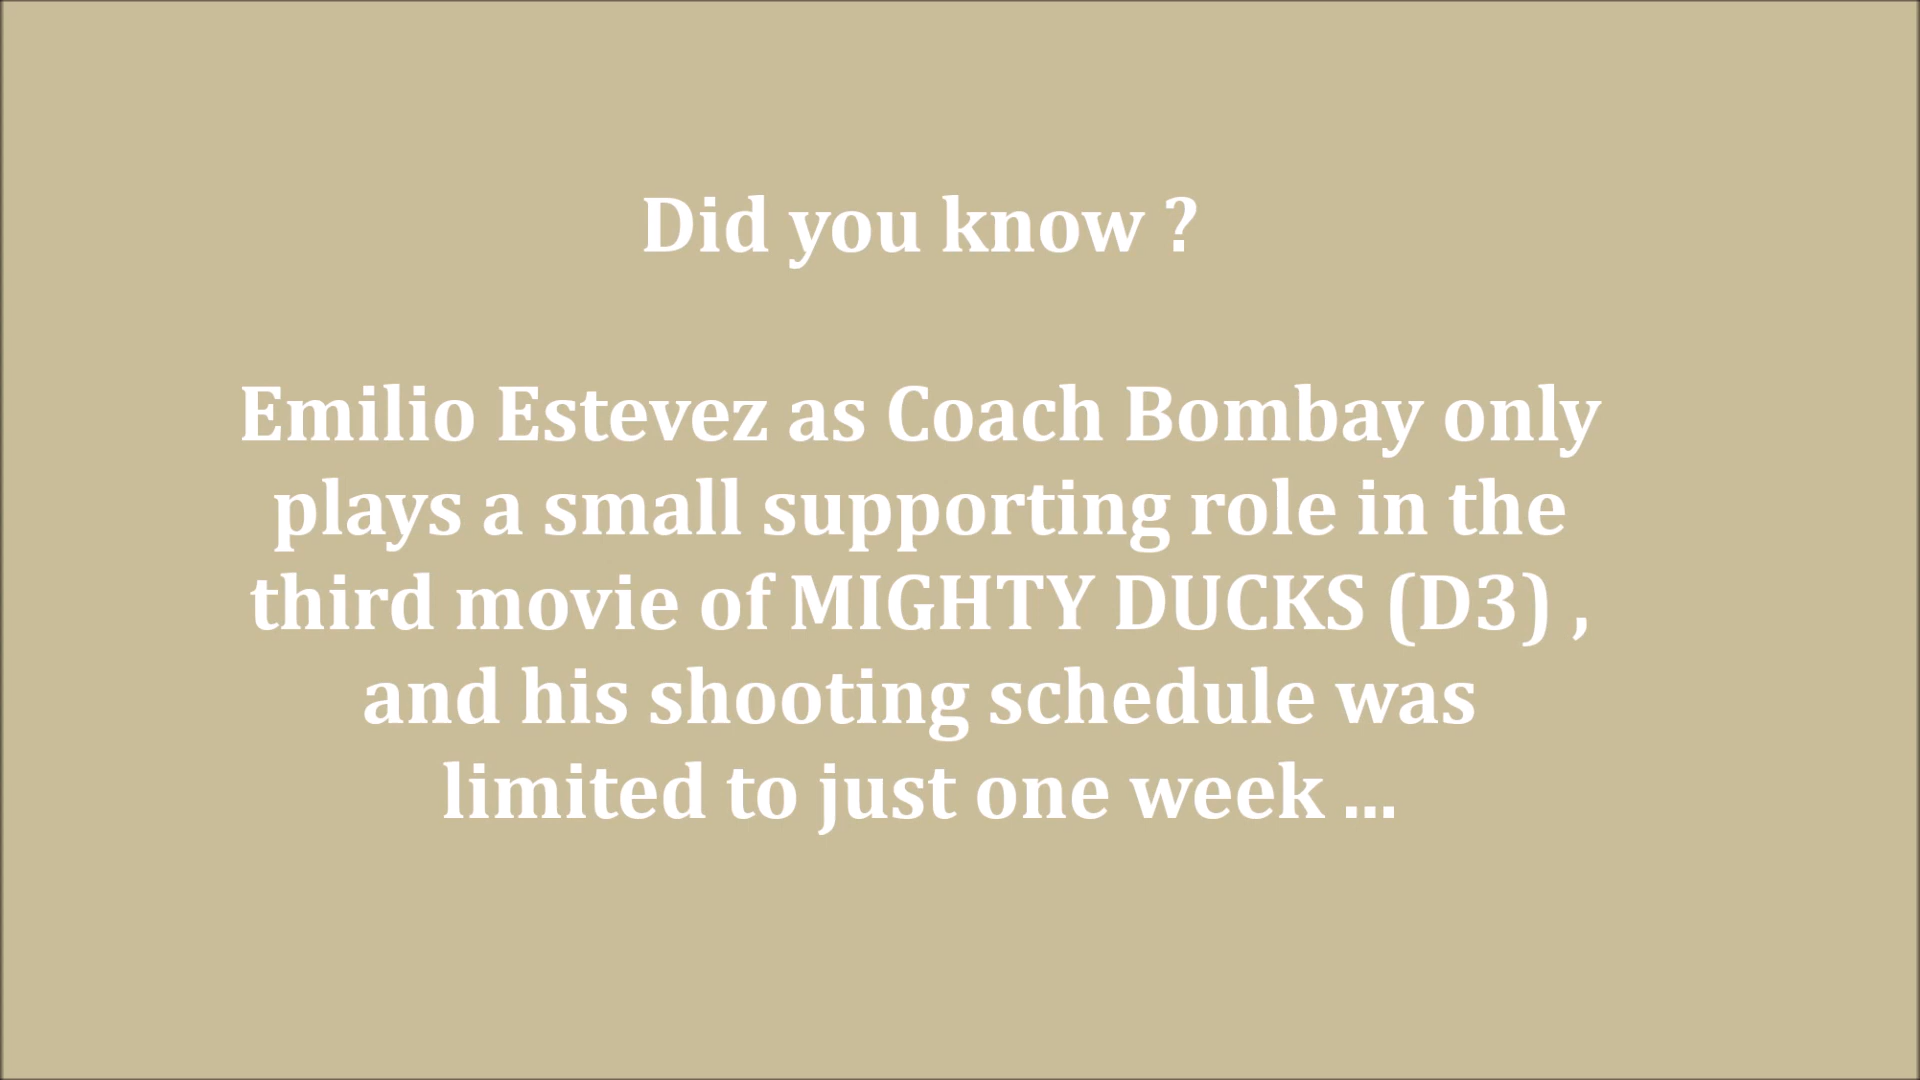 Did you know ?
Emilio Estevez as Coach Bombay only
plays a small supporting role in the
third movie of MIGHTY DUCKS (D3) ,
and his shooting schedule was
limited to just one week ...